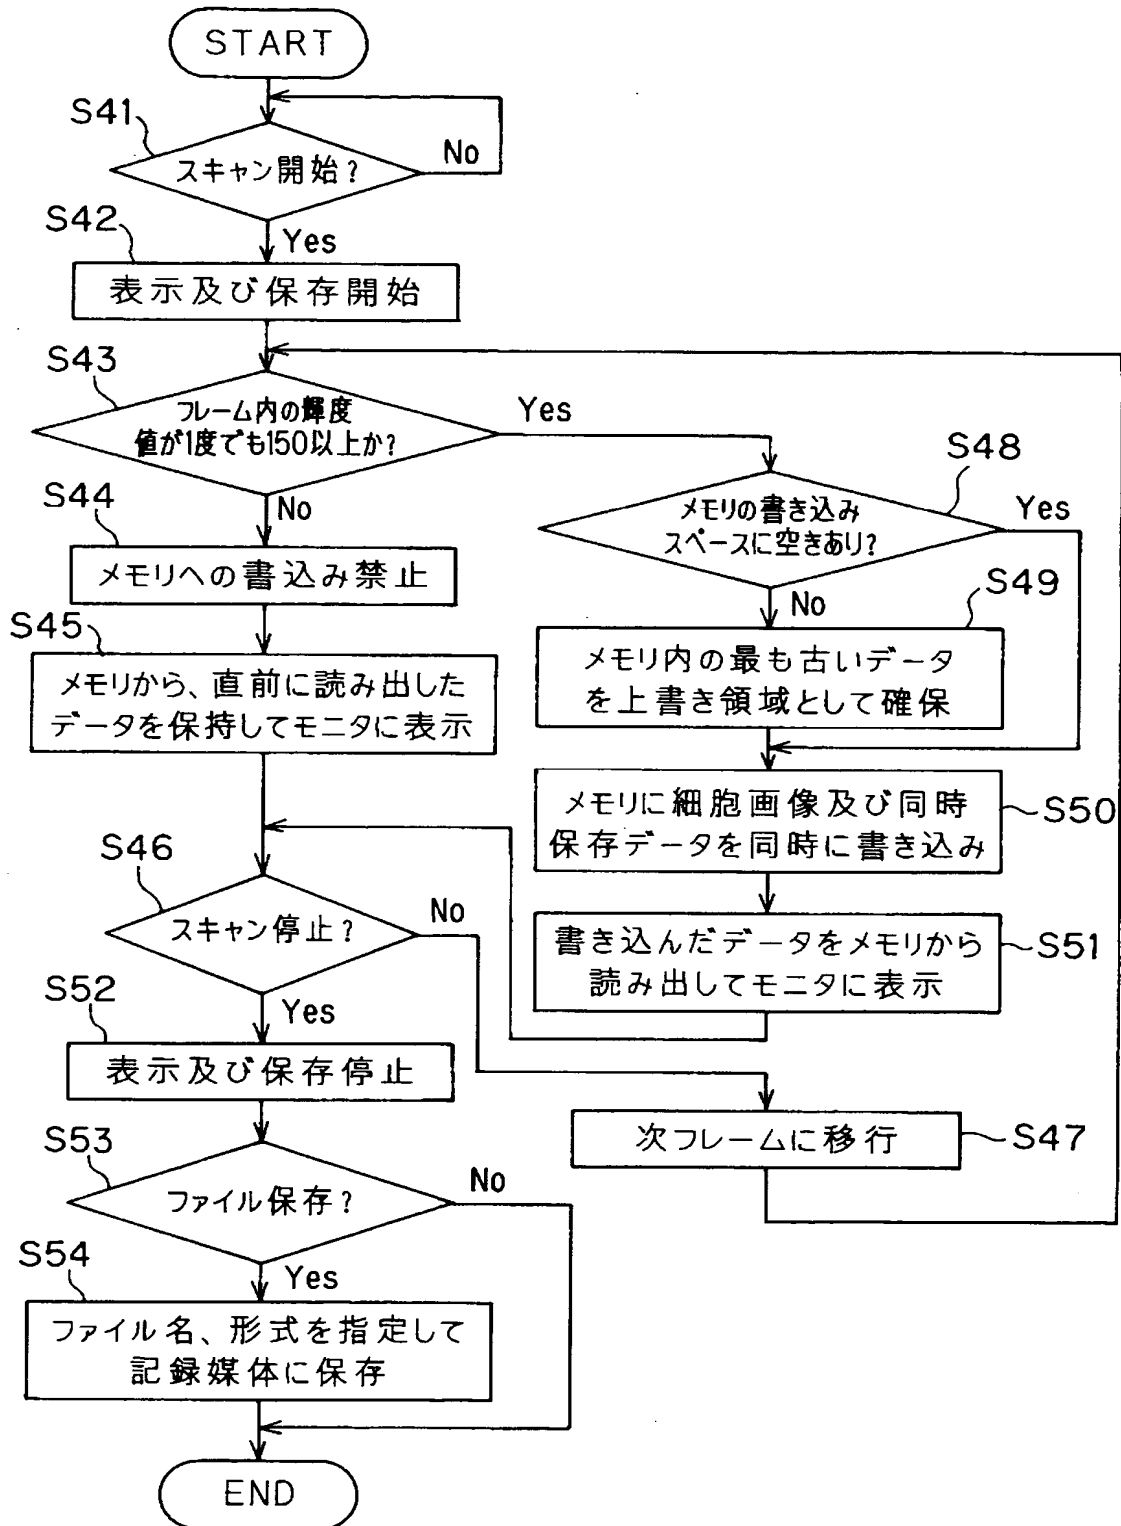 START
S41
スキャン開始?
No
Yes
S42
表示及び保存開始
S43
フレーム内の輝度
値が1度でも150以上か?
Yes
No
S44
メモリへの書込み禁止
S45
メモリから、直前に読み出した
データを保持してモニタに表示
S48
メモリの書き込み
スペースに空きあり?
Yes
No
S49
メモリ内の最も古いデータ
を上書き領域として確保
メモリに細胞画像及び同時
保存データを同時に書き込み
S50
書き込んだデータをメモリから
読み出してモニタに表示
S51
S46
スキャン停止?
No
Yes
次フレームに移行
S47
S52
表示及び保存停止
S53
ファイル保存?
No
Yes
S54
ファイル名、形式を指定して
記録媒体に保存
END